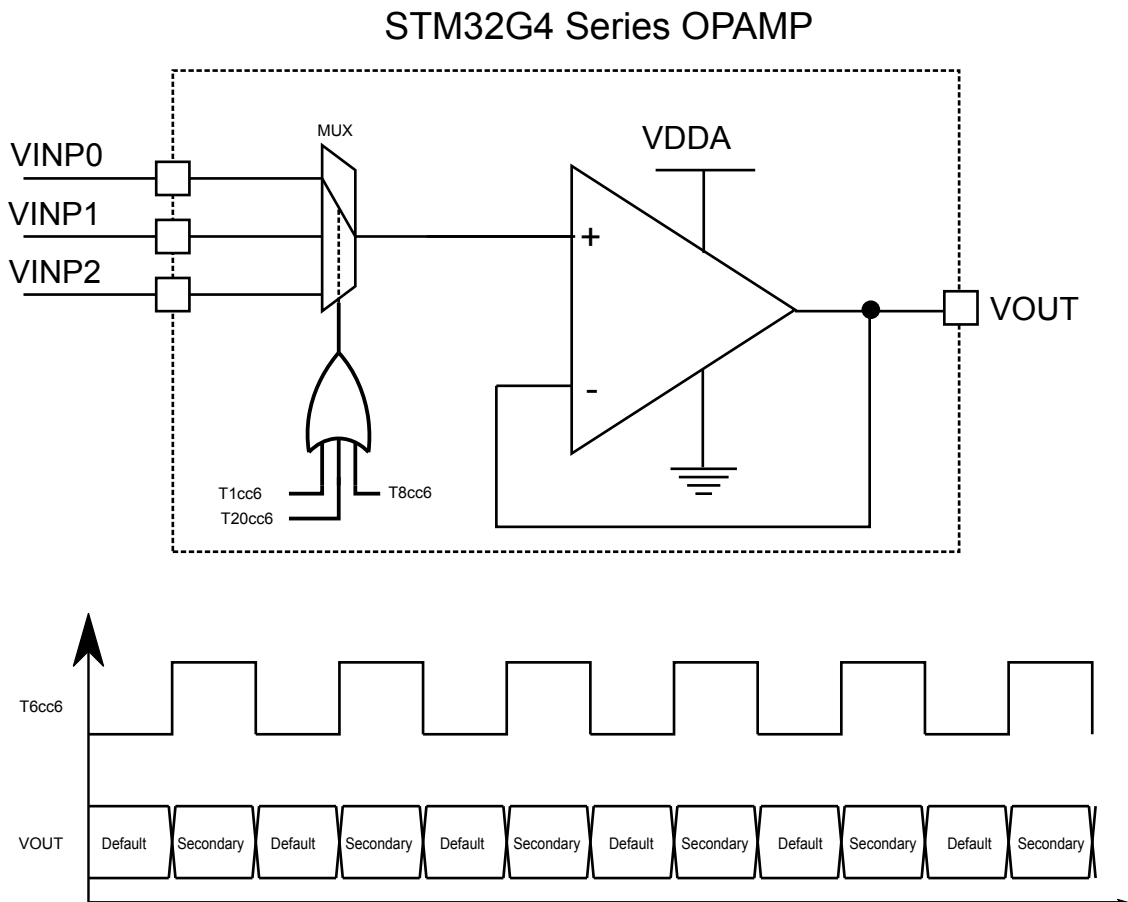 STM32G4 Series OPAMP
MUX
VINP0
VDDA
VINP1
+
VINP2
VOUT
-
T1cc6
T8cc6
T20cc6
T6cc6
VOUT
Default Secondary Default Secondary Default Secondary Default Secondary Default Secondary Default Secondary